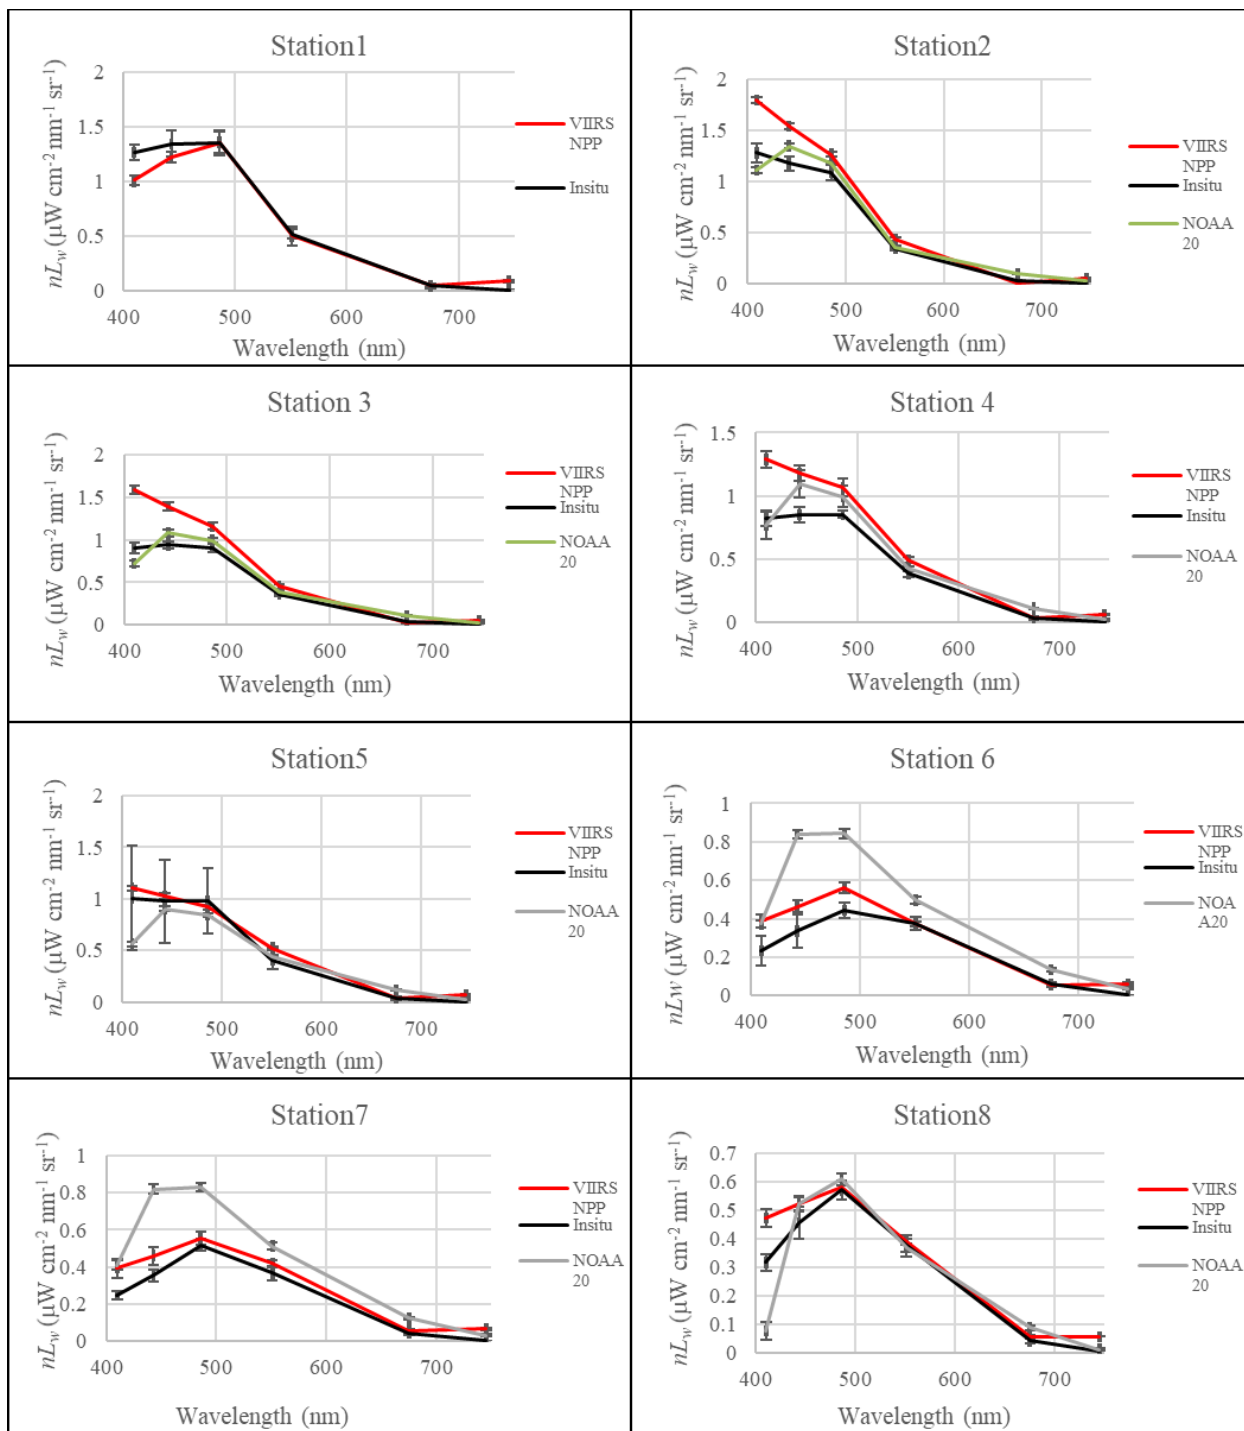 Station1
nLw (µW cm-2 nm-1 sr-1)
2
1.5
1
0.5
0
400 500 600 700
Wavelength (nm)
VIIRS
NPP
Insitu
Station2
nLw (µW cm-2 nm-1 sr-1)
2
1.5
1
0.5
0
400 500 600 700
Wavelength (nm)
VIIRS
NPP
Insitu
NOAA
20
Station 3
nLw (µW cm-2 nm-1 sr-1)
2
1.5
1
0.5
0
400 500 600 700
Wavelength (nm)
VIIRS
NPP
Insitu
NOAA
20
Station 4
nLw (µW cm-2 nm-1 sr-1)
1.5
1
0.5
0
400 500 600 700
Wavelength (nm)
VIIRS
NPP
Insitu
NOAA
20
Station5
nLw (µW cm-2 nm-1 sr-1)
2
1.5
1
0.5
0
400 500 600 700
Wavelength (nm)
VIIRS
NPP
Insitu
NOAA
20
Station 6
nLw (µW cm-2 nm-1 sr-1)
1
0.8
0.6
0.4
0.2
0
400 500 600 700
Wavelength (nm)
VIIRS
NPP
Insitu
NOA
A20
Station7
nLw (µW cm-2 nm-1 sr-1)
1
0.8
0.6
0.4
0.2
0
400 500 600 700
Wavelength (nm)
VIIRS
NPP
Insitu
NOAA
20
Station8
nLw (µW cm-2 nm-1 sr-1)
0.7
0.6
0.5
0.4
0.3
0.2
0.1
0
400 500 600 700
Wavelength (nm)
VIIRS
NPP
Insitu
NOAA
20